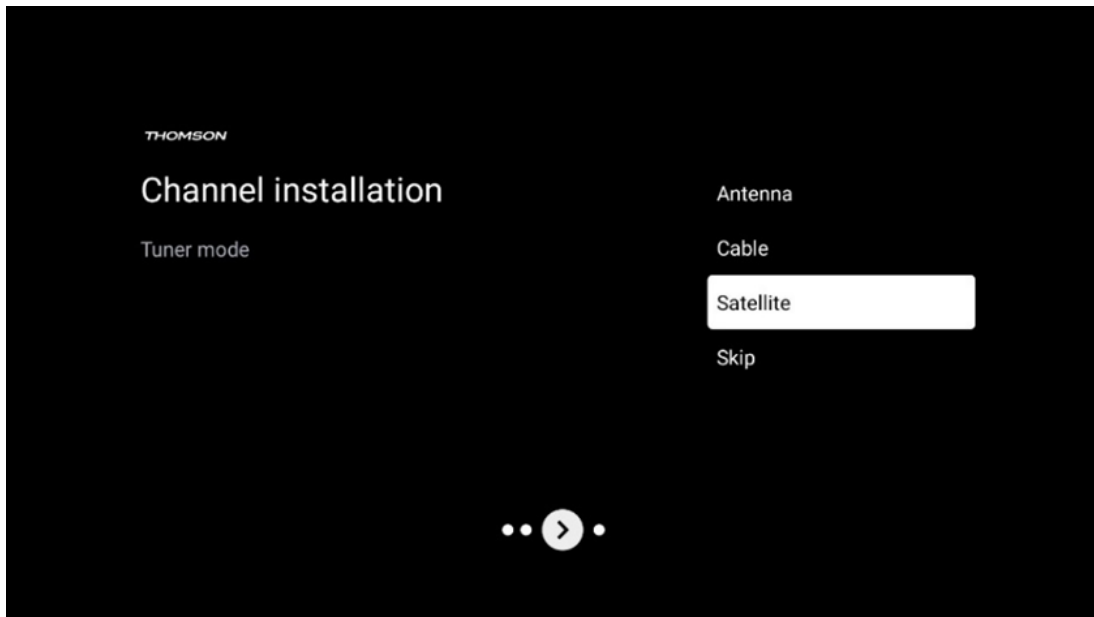 THOMSON
Channel installation
Tuner mode
Antenna
Cable
Satellite
Skip